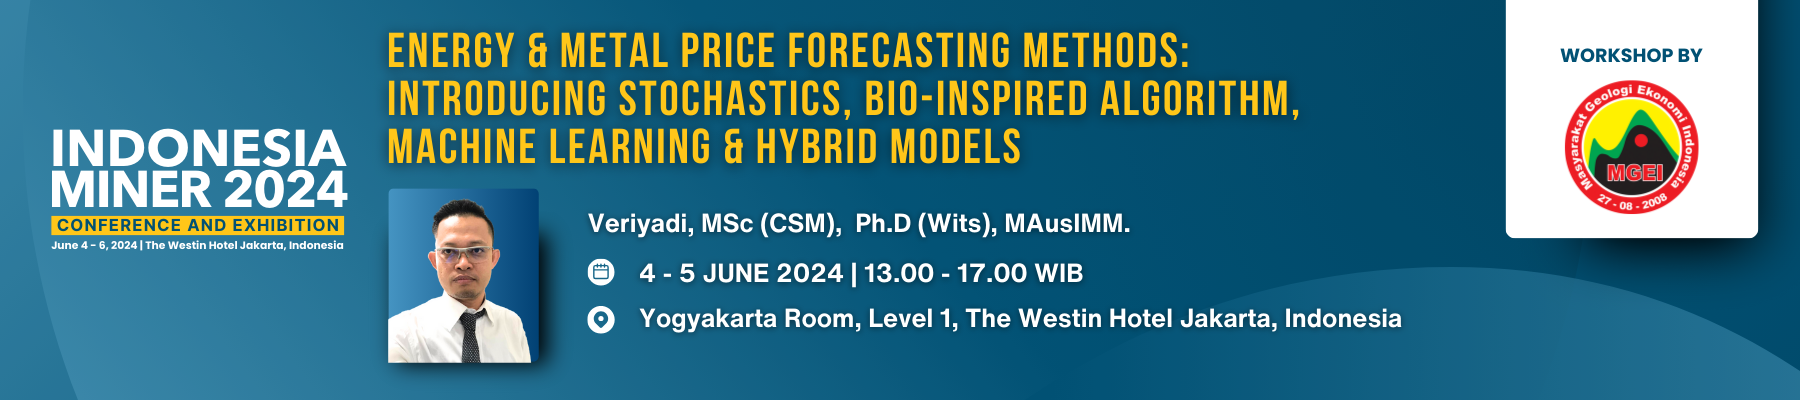 INDONESIA
MINER 2024
CONFERENCE AND EXHIBITION
June 4 - 6, 2024 | The Westin Hotel Jakarta, Indonesia
ENERGY & METAL PRICE FORECASTING METHODS:
INTRODUCING STOCHASTICS, BIO-INSPIRED ALGORITHM,
MACHINE LEARNING & HYBRID MODELS
Veriyadi, MSc (CSM), Ph.D (Wits), MAusIMM.
4 - 5 JUNE 2024 | 13.00 - 17.00 WIB
Yogyakarta Room, Level 1, The Westin Hotel Jakarta, Indonesia
WORKSHOP BY
Masyarakat Geologi Ekonomi Indonesia
MGEI
27 - 08 - 2008